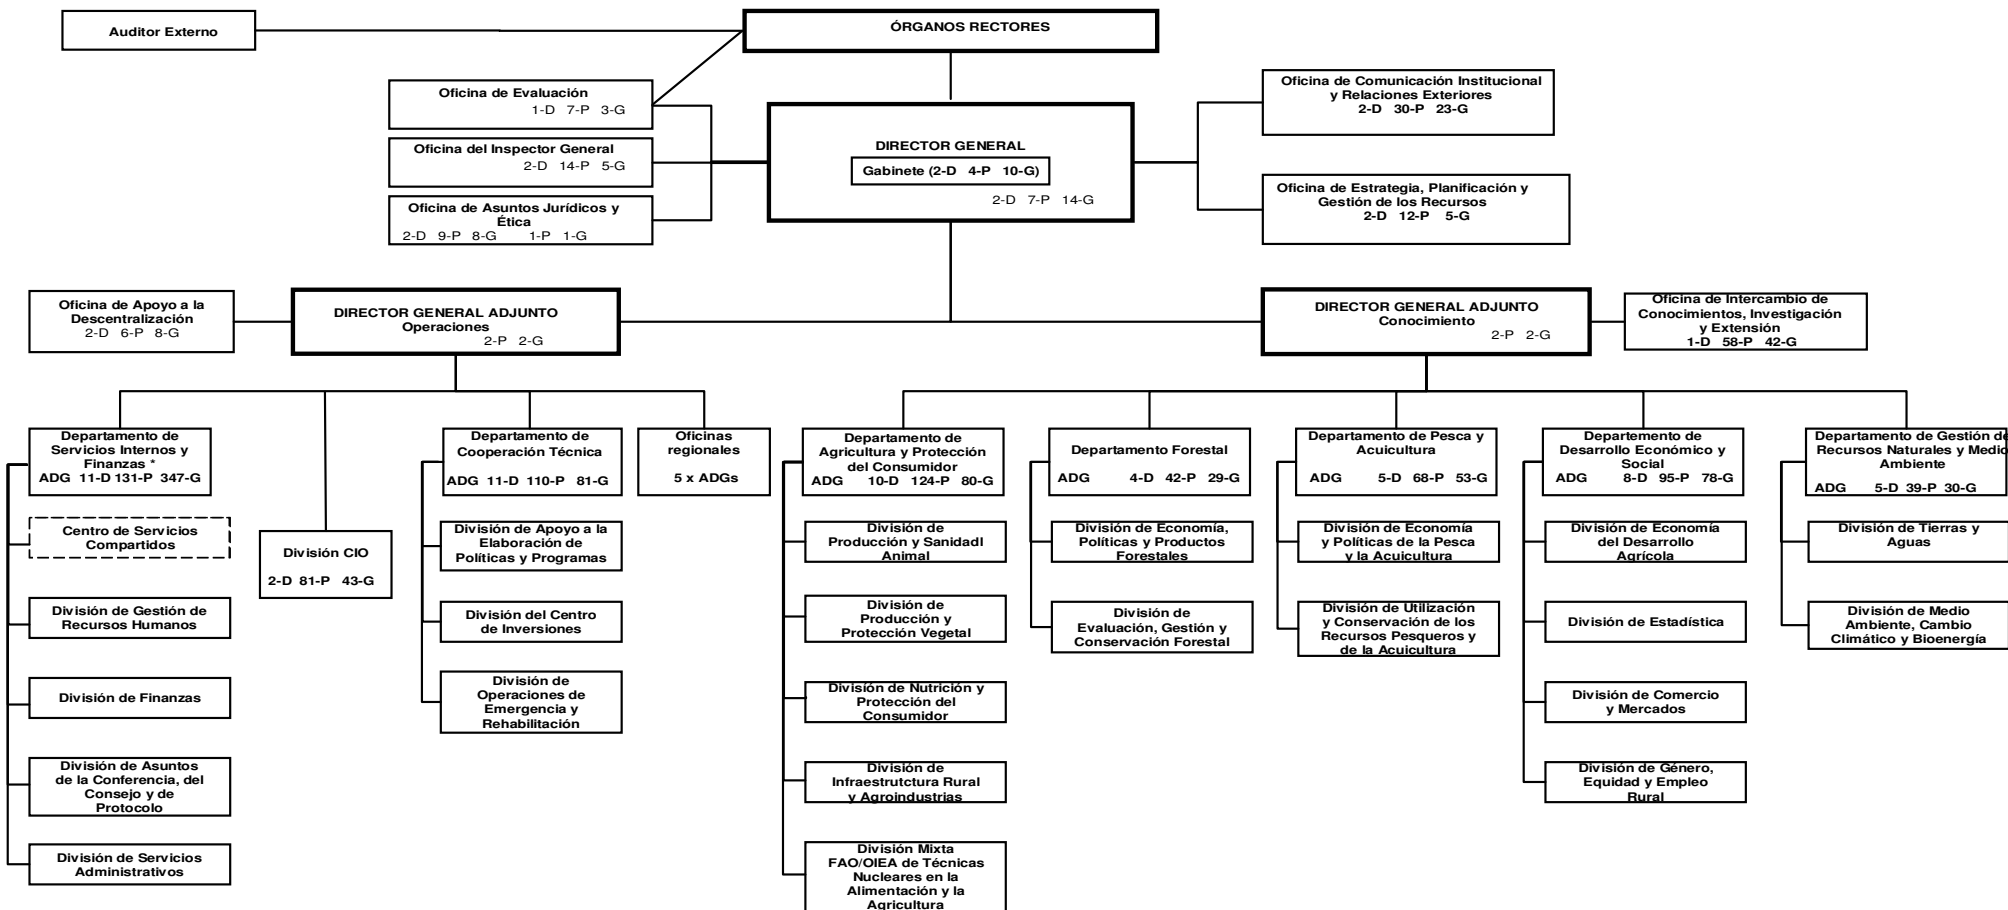 Auditor Externo
ÓRGANOS RECTORES
Oficina de Evaluación
1-D 7-P 3-G
Oficina del Inspector General
2-D 14-P 5-G
Oficina de Asuntos Jurídicos y
Ética
2-D 9-P 8-G 1-P 1-G
DIRECTOR GENERAL
Gabinete (2-D 4-P 10-G)
2-D 7-P 14-G
Oficina de Comunicación Institucional
y Relaciones Exteriores
2-D 30-P 23-G
Oficina de Estrategia, Planificación y
Gestión de los Recursos
2-D 12-P 5-G
Oficina de Apoyo a la
Descentralización
2-D 6-P 8-G
DIRECTOR GENERAL ADJUNTO
Operaciones
2-P 2-G
DIRECTOR GENERAL ADJUNTO
Conocimiento
2-P 2-G
Oficina de Intercambio de
Conocimientos, Investigación
y Extensión
1-D 58-P 42-G
Departamento de
Servicios Internos y
Finanzas *
ADG 11-D 131-P 347-G
Centro de Servicios
Compartidos
División de Gestión de
Recursos Humanos
División de Finanzas
División de Asuntos
de la Conferencia, del
Consejo y de
Protocolo
División de Servicios
Administrativos
División CIO
2-D 81-P 43-G
Departamento de
Cooperación Técnica
ADG 11-D 110-P 81-G
División de Apoyo a la
Elaboración de
Políticas y Programas
División del Centro
de Inversiones
División de
Operaciones de
Emergencia y
Rehabilitación
Oficinas
regionales
5 x ADGs
Departamento de
Agricultura y Protección
del Consumidor
ADG 10-D 124-P 80-G
División de
Producción y Sanidadl
Animal
División de
Producción y
Protección Vegetal
División de Nutrición y
Protección del
Consumidor
División de
Infraestrutctura Rural
y Agroindustrias
División Mixta
FAO/OIEA de Técnicas
Nucleares en la
Alimentación y la
Agricultura
Departamento Forestal
ADG 4-D 42-P 29-G
División de Economía,
Políticas y Productos
Forestales
División de
Evaluación, Gestión y
Conservación Forestal
Departamento de Pesca y
Acuicultura
ADG 5-D 68-P 53-G
División de Economía
y Políticas de la Pesca
y la Acuicultura
División de Utilización
y Conservación de los
Recursos Pesqueros y
de la Acuicultura
Departemento de
Desarrollo Económico y
Social
ADG 8-D 95-P 78-G
División de Economía
del Desarrollo
Agrícola
División de Estadística
División de Comercio
y Mercados
División de Género,
Equidad y Empleo
Rural
Departamento de Gestión de
Recursos Naturales y Medio
Ambiente
ADG 5-D 39-P 30-G
División de Tierras y
Aguas
División de Medio
Ambiente, Cambio
Climático y Bioenergía